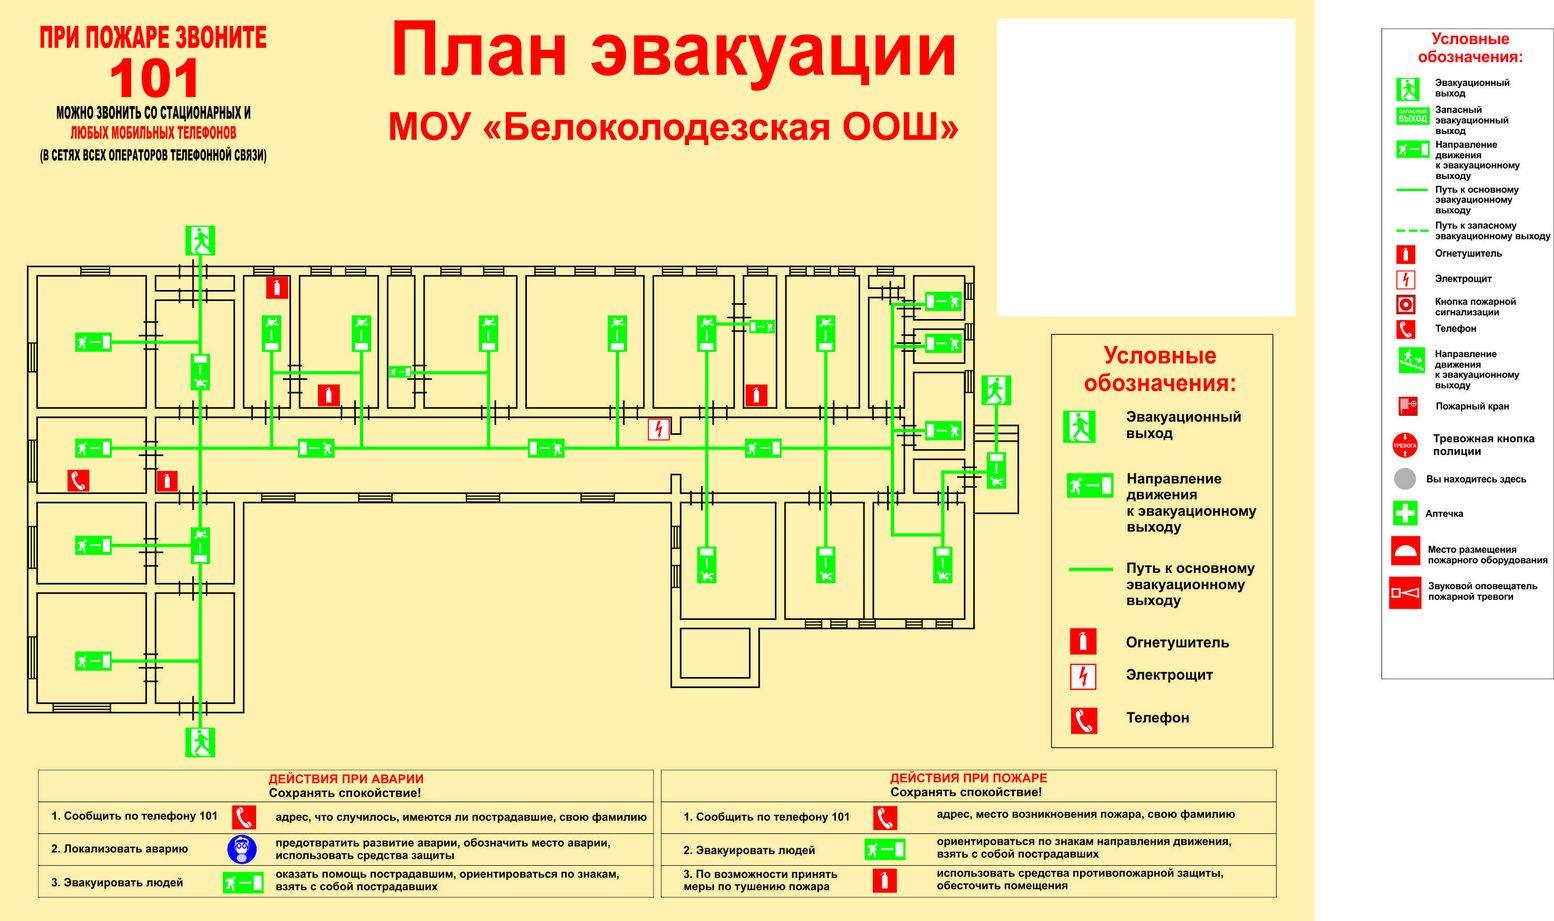 ПРИ ПОЖАРЕ ЗВОНИТЕ
101
МОЖНО ЗВОНИТЬ СО СТАЦИОНАРНЫХ И
ЛЮБЫХ МОБИЛЬНЫХ ТЕЛЕФОНОВ
(В СЕТЯХ ВСЕХ ОПЕРАТОРОВ ТЕЛЕФОННОЙ СВЯЗИ)
План эвакуации
МОУ «Белоколодезская ООШ»
Условные
обозначения:
Эвакуационный
выход
Направление
движения
к эвакуационному
выходу
Путь к основному
эвакуационному
выходу
Огнетушитель
Электрощит
Телефон
ДЕЙСТВИЯ ПРИ АВАРИИ
Сохранять спокойствие!
1. Сообщить по телефону 101
адрес, что случилось, имеются ли пострадавшие, свою фамилию
2. Локализовать аварию
предотвратить развитие аварии, обозначить место аварии,
использовать средства защиты
3. Эвакуировать людей
оказать помощь пострадавшим, ориентироваться по знакам,
взять с собой пострадавших
ДЕЙСТВИЯ ПРИ ПОЖАРЕ
Сохранять спокойствие!
1. Сообщить по телефону 101
адрес, место возникновения пожара, свою фамилию
2. Эвакуировать людей
ориентироваться по знакам направления движения,
взять с собой пострадавших
3. По возможности принять
меры по тушению пожара
использовать средства противопожарной защиты,
обесточить помещения
Условные
обозначения:
Эвакуационный
выход
ЗАПАСНЫЙ
ВЫХОД
Запасный
эвакуационный
выход
Направление
движения
к эвакуационному
выходу
Путь к основному
эвакуационному
выходу
Путь к запасному
эвакуационному выходу
Огнетушитель
Электрощит
Кнопка пожарной
сигнализации
Телефон
Направление
движения
к эвакуационному
выходу
Пожарный кран
ТРЕВОГА
Тревожная кнопка
полиции
Вы находитесь здесь
Аптечка
Место размещения
пожарного оборудования
Звуковой оповещатель
пожарной тревоги